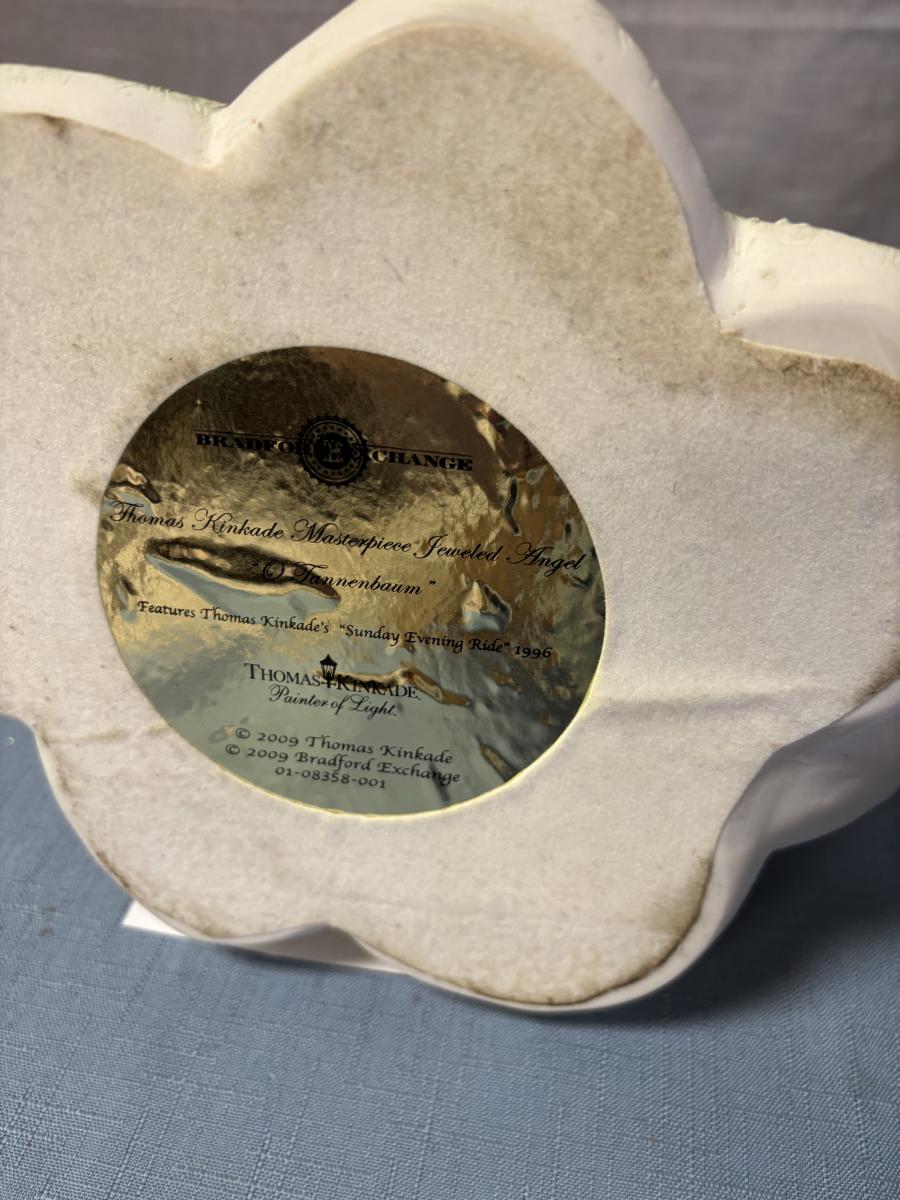 BRADFORD EXCHANGE
Thomas Kinkade Masterpiece Jeweled Angel
"O Tannenbaum"
Features Thomas Kinkade's "Sunday Evening Ride" 1996
THOMAS KINKADE
Painter of Light™
© 2009 Thomas Kinkade
© 2009 Bradford Exchange
01-08358-001